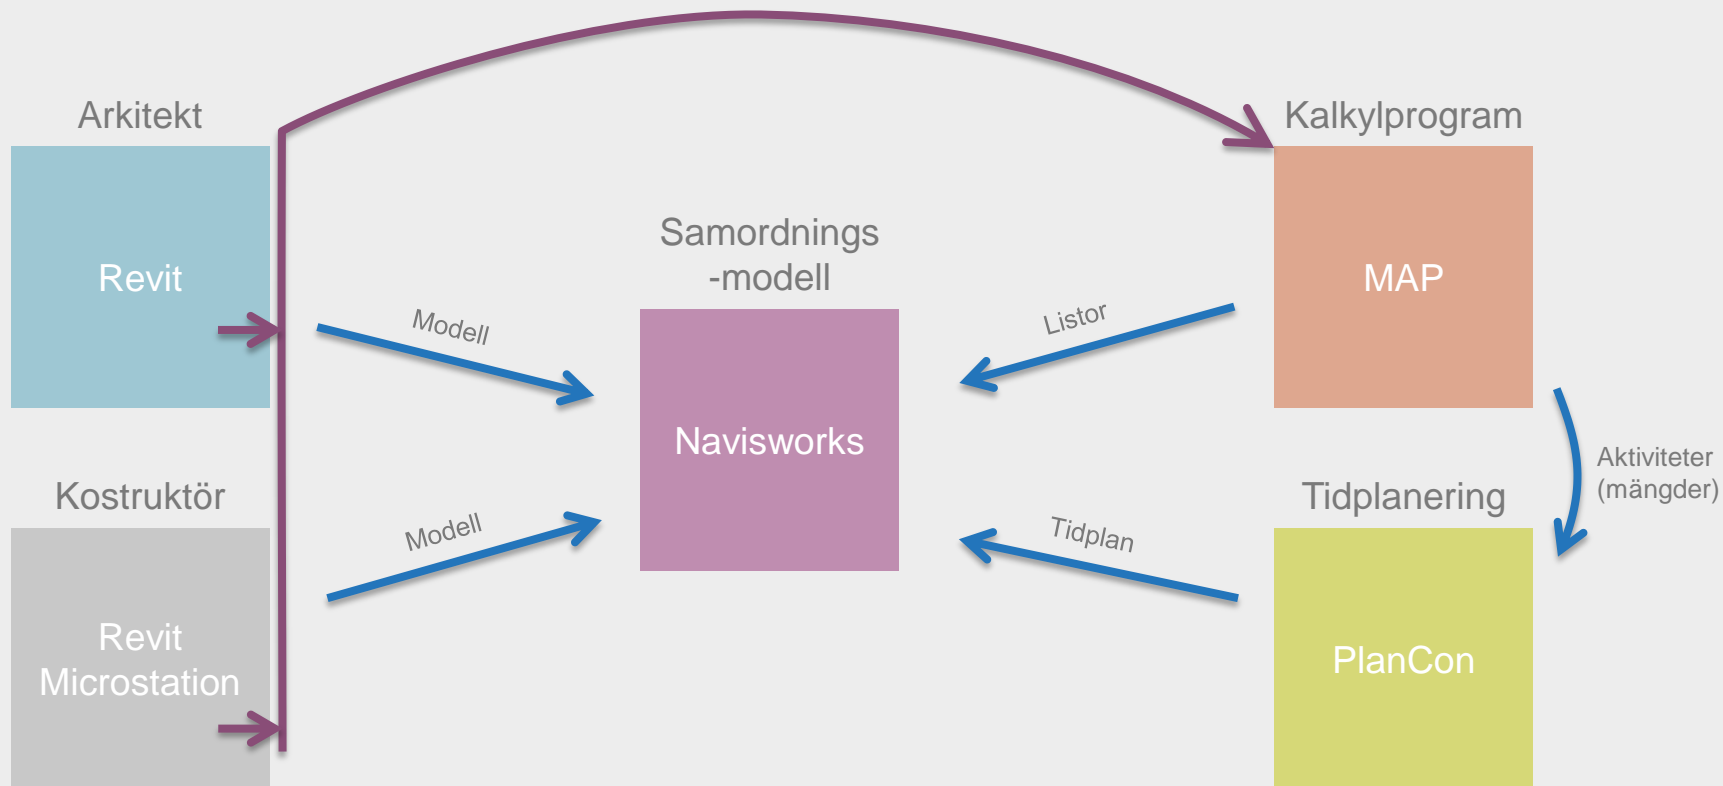 Arkitekt
Revit
Kostruktör
Revit
Microstation
Modell
Modell
Samordnings
-modell
Navisworks
Listor
Tidplan
Kalkylprogram
MAP
Aktiviteter
(mängder)
Tidplanering
PlanCon